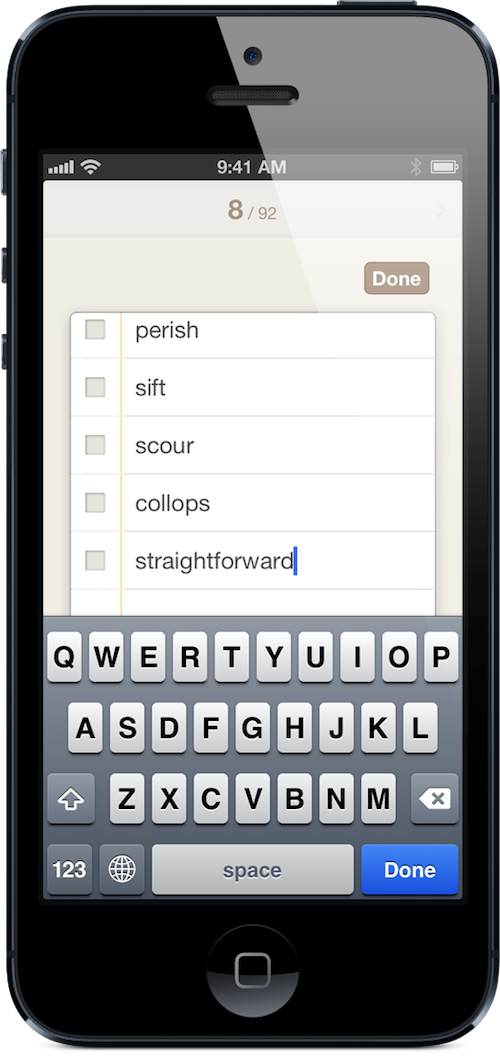 9:41 AM
8 / 92
Done
perish
sift
scour
collops
straightforward
Q W E R T Y U I O P
A S D F G H J K L
Z X C V B N M
123 space Done